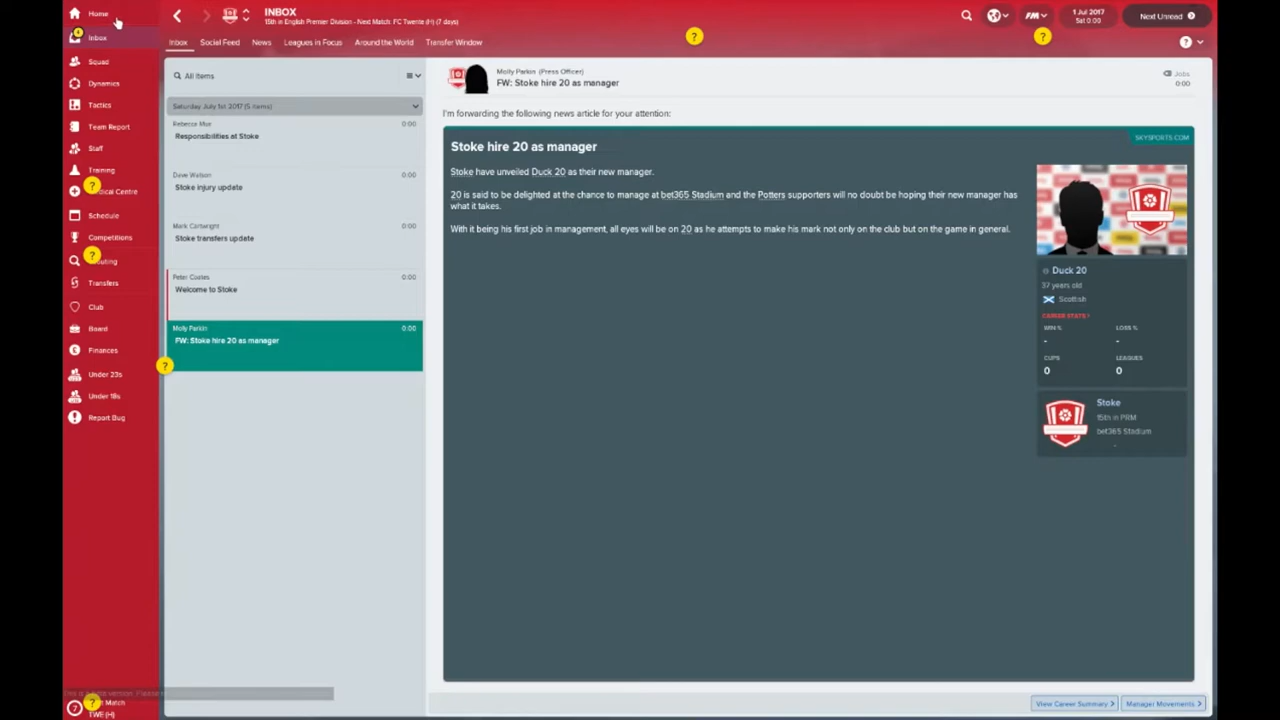 Home
Inbox
Squad
Dynamics
Tactics
Team Report
Staff
Training
Schedule
Competitions
Transfers
Club
Board
Finances
Under 23s
Under 18s
Report Bug
Match
TWE (H)
INBOX
15th in English Premier Division - Next Match: FC Twente (H) (7 days)
FM
1 Jul 2017
Sat 0:00
Next Unread
Inbox Social Feed News Leagues in Focus Around the World Transfer Window
All Items
Saturday July 1st 2017 (5 items)
Rebecca 0:00
Responsibilities at Stoke
Dave Watson 0:00
Stoke injury update
Mark Cartwright 0:00
Stoke transfers update
Peter Coates 0:00
Welcome to Stoke
Molly Parkin 0:00
FW: Stoke hire 20 as manager
Molly Parkin (Press Officer)
FW: Stoke hire 20 as manager
Jobs
0:00
I'm forwarding the following news article for your attention:
SKYSPORTS.COM
Stoke hire 20 as manager
Stoke have unveiled Duck 20 as their new manager.
20 is said to be delighted at the chance to manage at bet365 Stadium and the Potters supporters will no doubt be hoping their new manager has
what it takes.
With it being his first job in management, all eyes will be on 20 as he attempts to make his mark not only on the club but on the game in general.
Duck 20
37 years old
Scottish
CAREER STATS >
WIN % LOSS %
- -
CUPS LEAGUES
0 0
Stoke
15th in PRM
bet365 Stadium
-
View Career Summary >
Manager Movements >